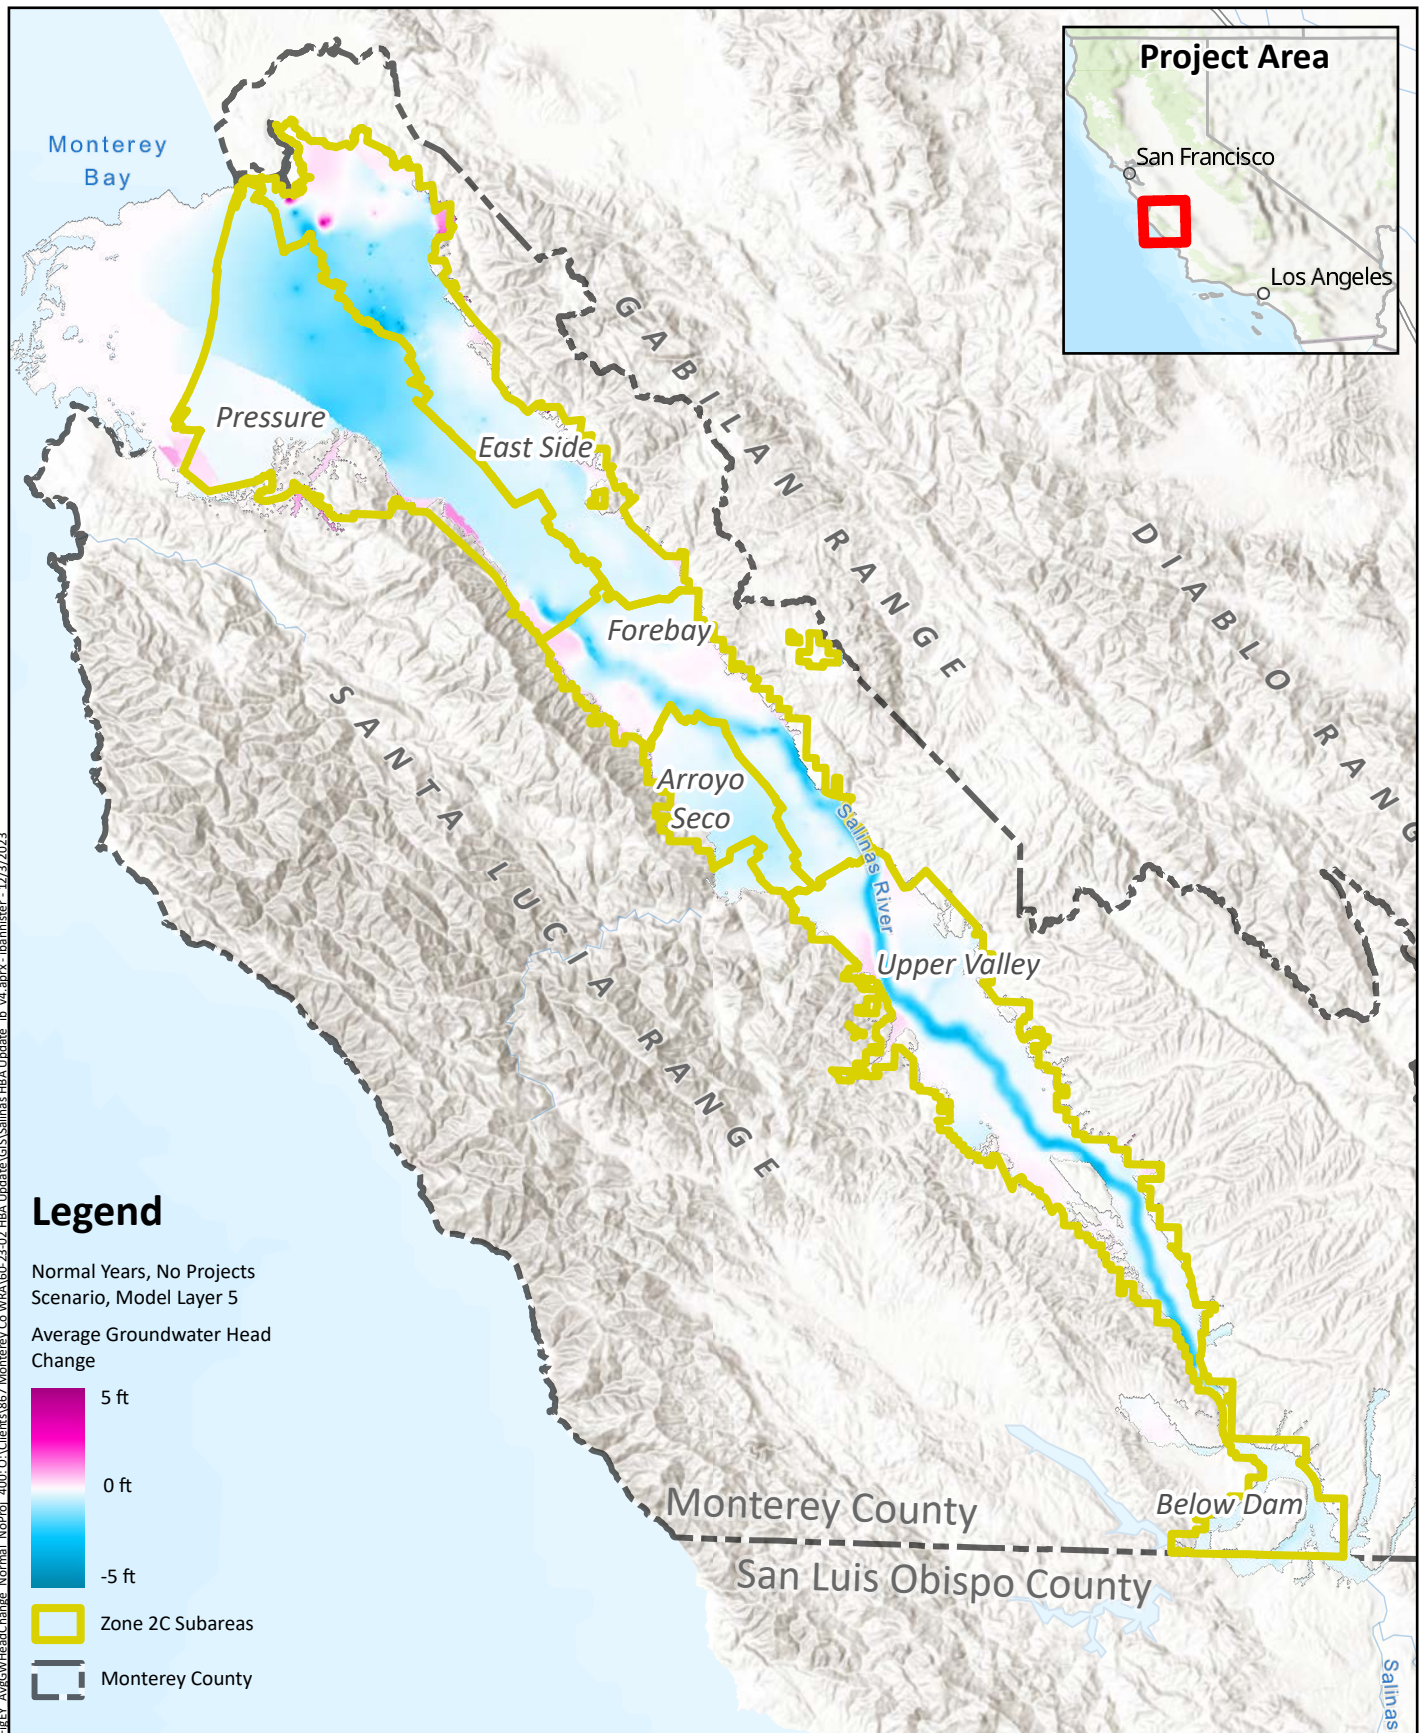 Project Area
San Francisco
Los Angeles
Monterey
Bay
GABILAN RANGE
DIABLO RANG
Pressure
East Side
Forebay
Arroyo
Seco
Salinas River
Upper Valley
SANTA LUCIA RANGE
Below Dam
Monterey County
San Luis Obispo County
Salinas
Legend
Normal Years, No Projects
Scenario, Model Layer 5
Average Groundwater Head
Change
5 ft
0 ft
-5 ft
Zone 2C Subareas
Monterey County